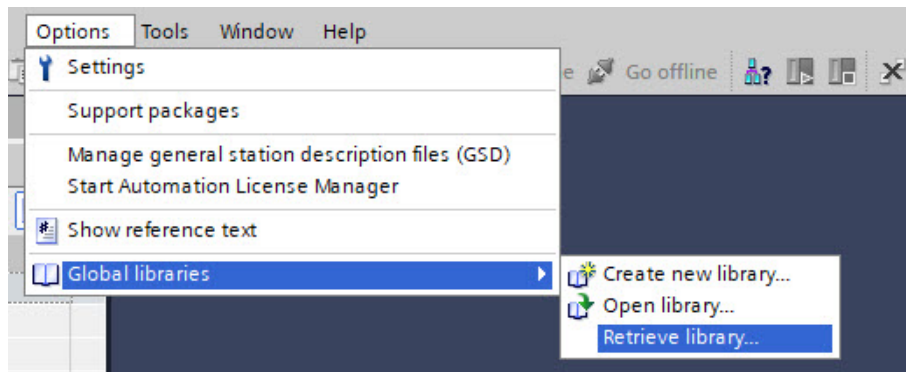 Options Tools Window Help
Settings
e Go offline
Support packages
Manage general station description files (GSD)
Start Automation License Manager
Show reference text
Global libraries
Create new library...
Open library...
Retrieve library...